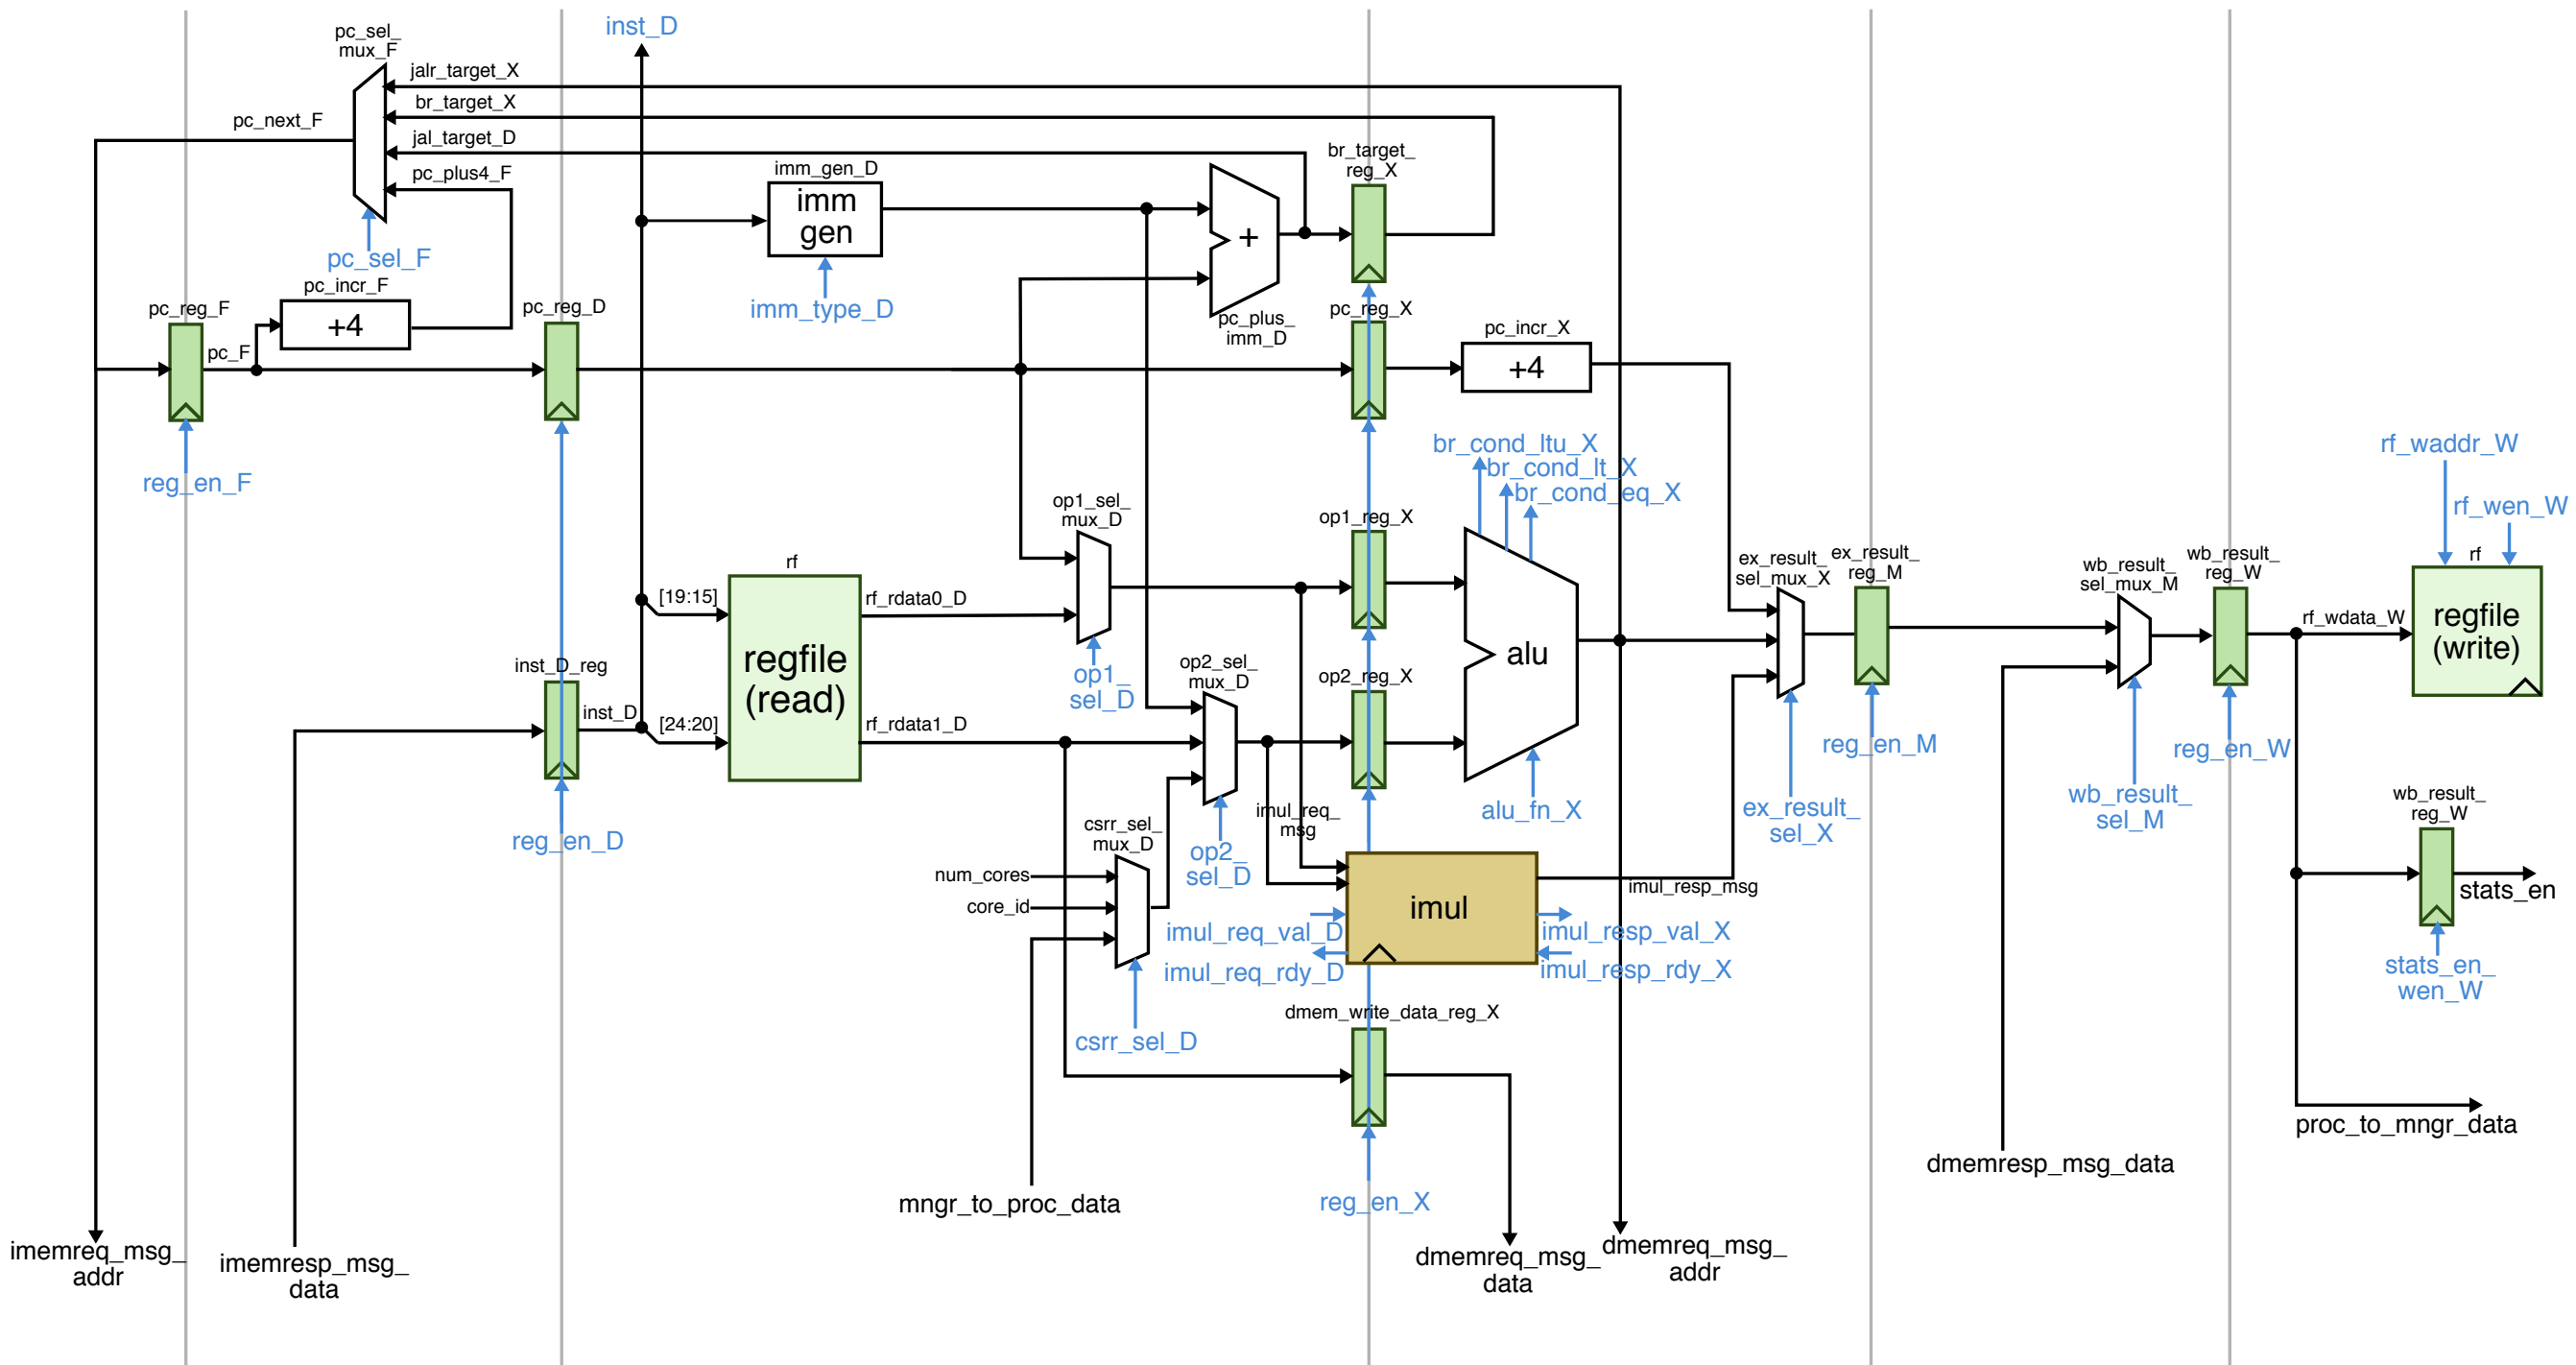 inst_D
pc_sel_
mux_F
jalr_target_X
br_target_X
pc_next_F
jal_target_D
pc_plus4_F
imm_gen_D
imm
gen
br_target_
reg_X
+
pc_sel_F
pc_incr_F
+4
imm_type_D
pc_plus_
imm_D
pc_reg_F
pc_F
pc_reg_D
pc_reg_X
pc_incr_X
+4
reg_en_F
br_cond_ltu_X
br_cond_lt_X
br_cond_eq_X
rf_waddr_W
rf_wen_W
op1_sel_
mux_D
op1_reg_X
rf
[19:15]
rf_rdata0_D
regfile
(read)
op1_
sel_D
op2_sel_
mux_D
op2_reg_X
alu
ex_result_
sel_mux_X
ex_result_
reg_M
wb_result_
sel_mux_M
wb_result_
reg_W
rf
rf_wdata_W
regfile
(write)
inst_D_reg
inst_D
[24:20]
rf_rdata1_D
reg_en_M
reg_en_W
reg_en_D
csrr_sel_
mux_D
op2_
sel_D
imul_req_
msg
alu_fn_X
ex_result_
sel_X
wb_result_
sel_M
wb_result_
reg_W
stats_en
num_cores
core_id
imul
imul_resp_msg
imul_req_val_D
imul_req_rdy_D
imul_resp_val_X
imul_resp_rdy_X
stats_en_
wen_W
csrr_sel_D
dmem_write_data_reg_X
proc_to_mngr_data
dmemresp_msg_data
mngr_to_proc_data
reg_en_X
imemreq_msg_
addr
imemresp_msg_
data
dmemreq_msg_
data
dmemreq_msg_
addr